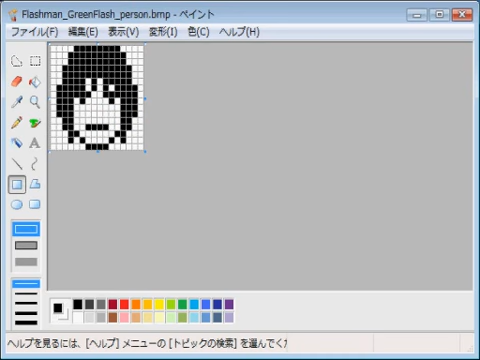 Flashman_GreenFlash_person.bmp - ペイント
ファイル(F) 編集(E) 表示(V) 変形(I) 色(C) ヘルプ(H)
A
ヘルプを見るには、[ヘルプ] メニューの [トピックの検索] を選んでくだ